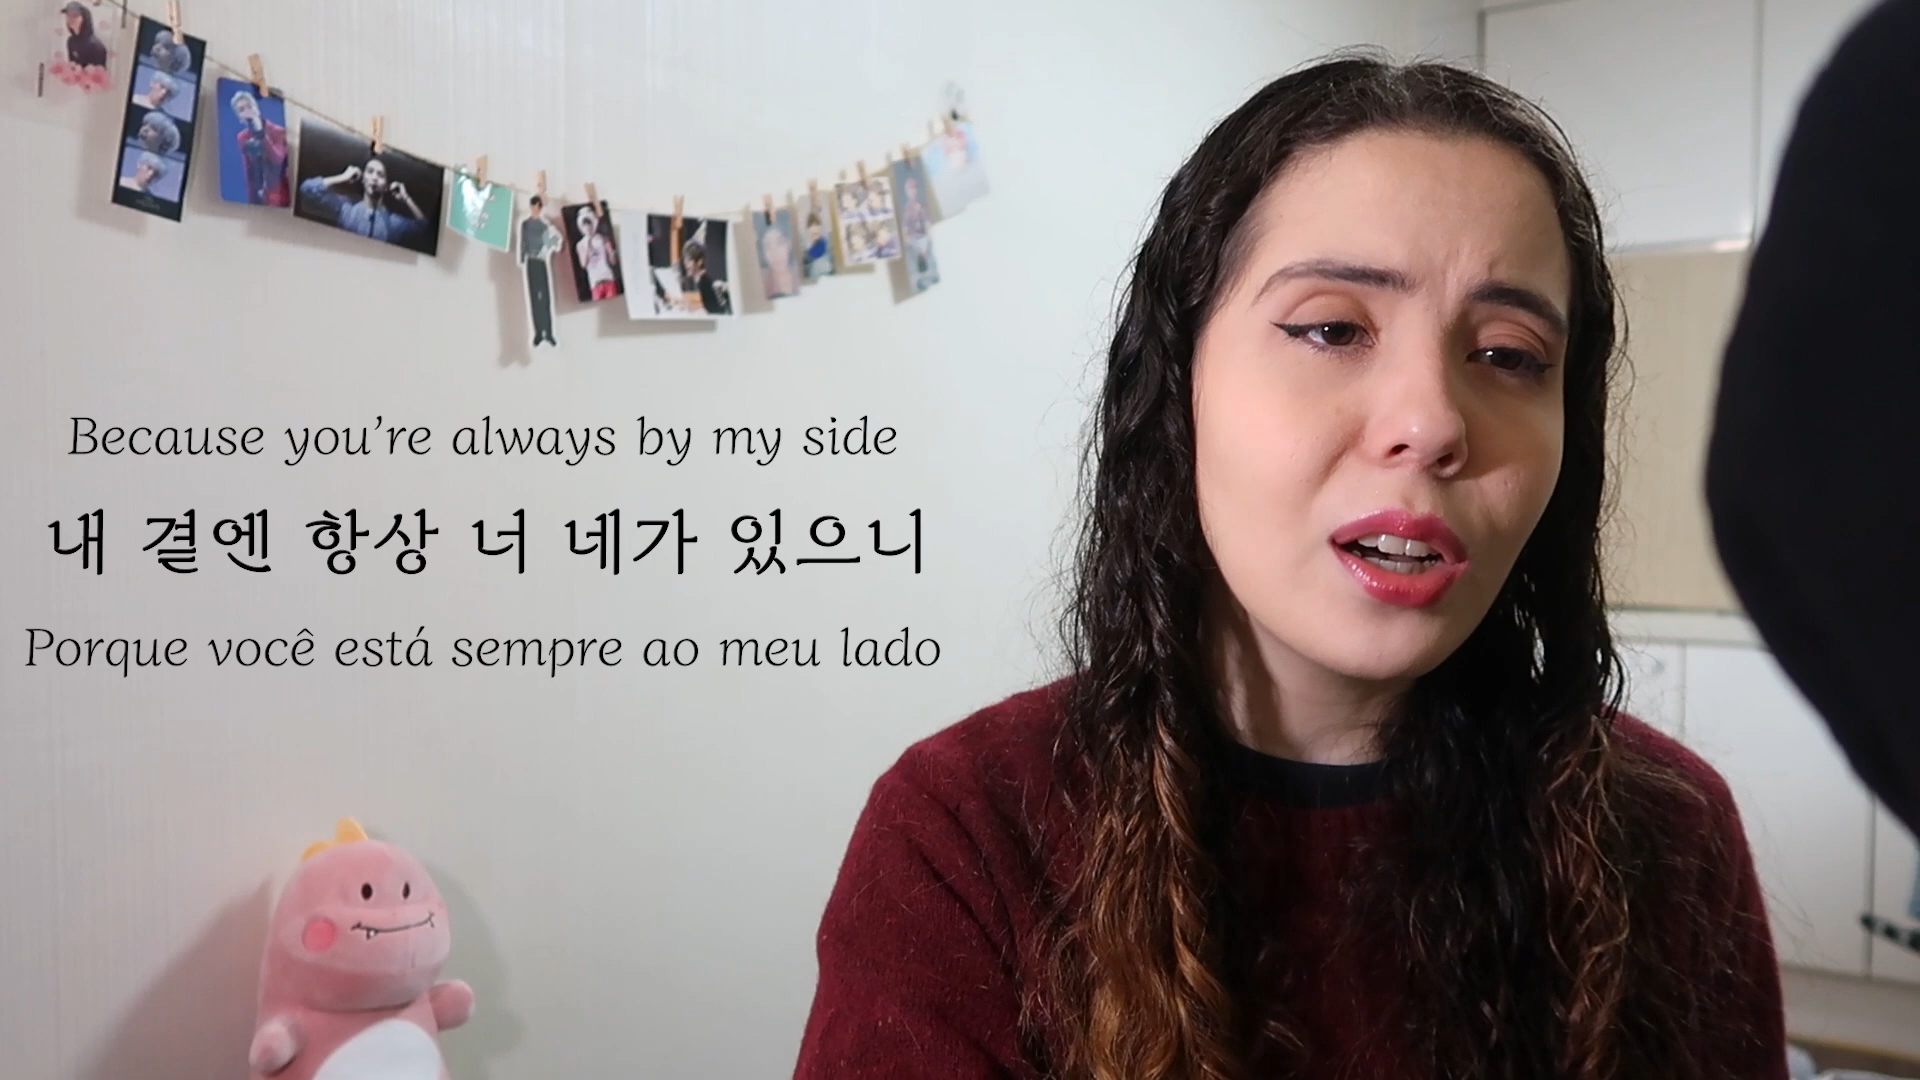 Because you’re always by my side
내 결엔 항상 너 네가 있으니
Porque você está sempre ao meu lado